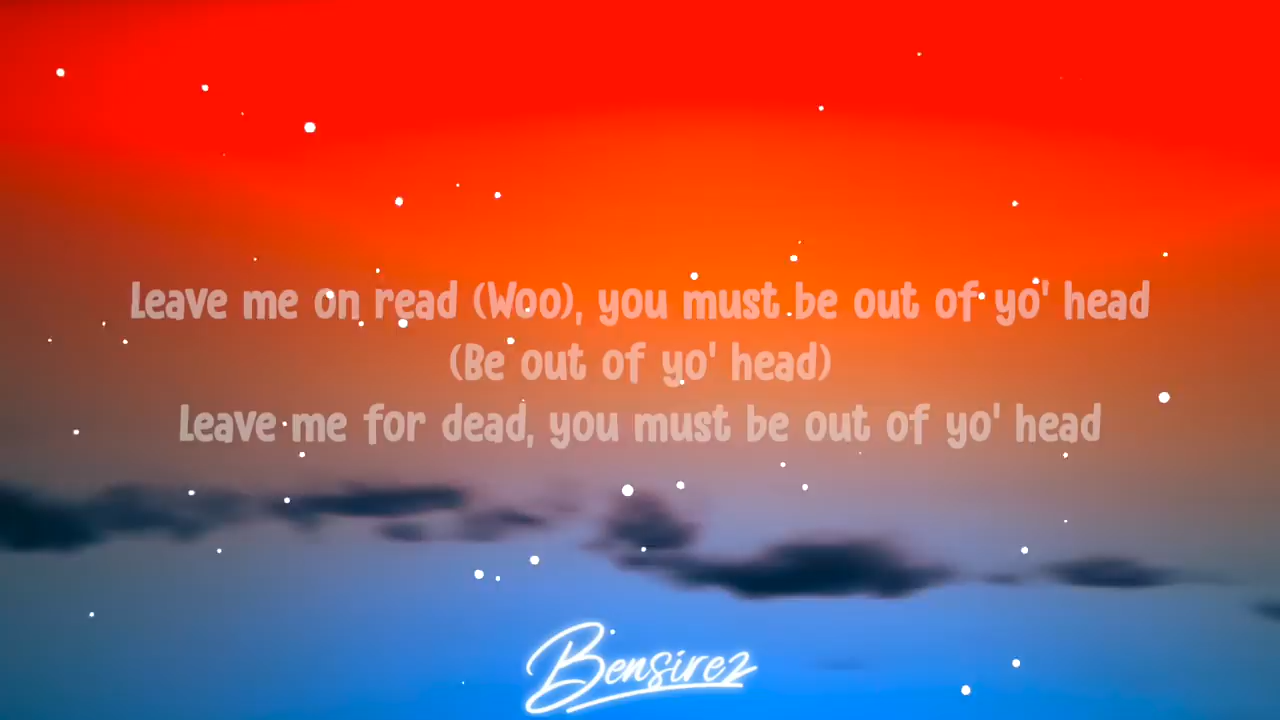 Leave me on read (Woo), you must be out of yo' head
(Be out of yo' head)
Leave me for dead, you must be out of yo' head
Bensirez